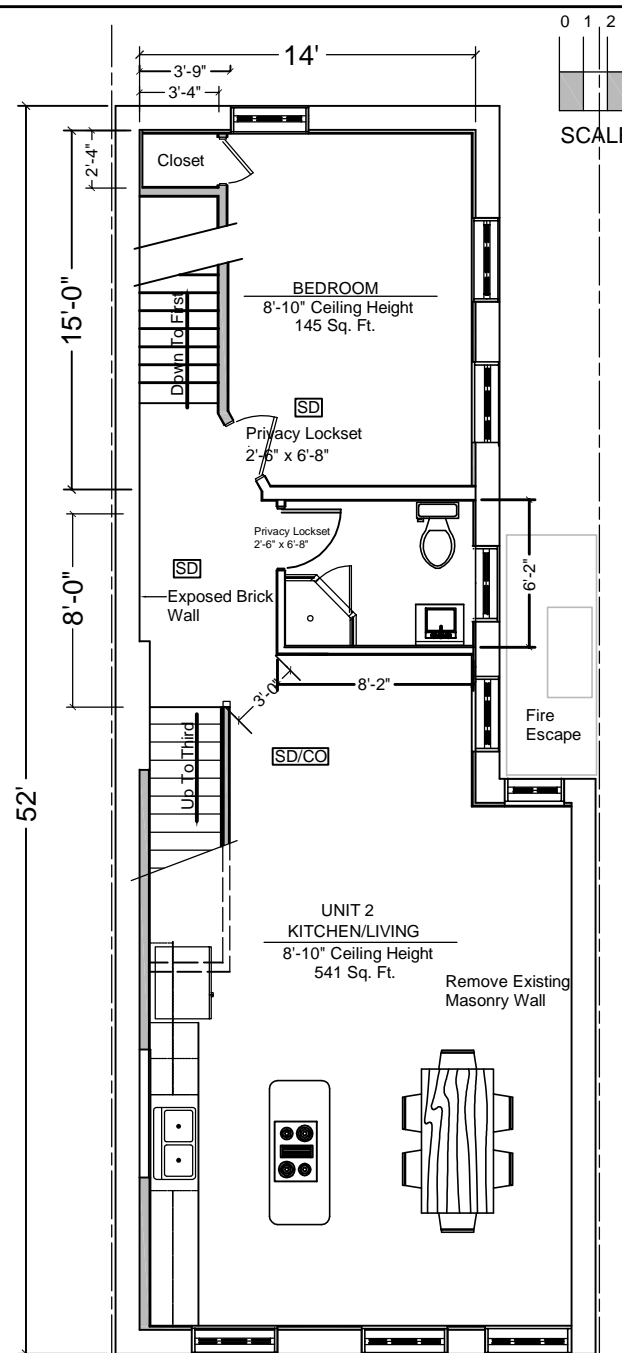 0 1 2
SCALE
14'
3'-9"
3'-4"
2'-4"
Closet
15'-0"
BEDROOM
8'-10" Ceiling Height
145 Sq. Ft.
Down To First
SD
Privacy Lockset
2'-6" x 6'-8"
Privacy Lockset
2'-6" x 6'-8"
6'-2"
8'-0"
SD
Exposed Brick
Wall
8'-2"
3'-0"
Fire
Escape
SD/CO
Up To Third
52'
UNIT 2
KITCHEN/LIVING
8'-10" Ceiling Height
541 Sq. Ft.
Remove Existing
Masonry Wall